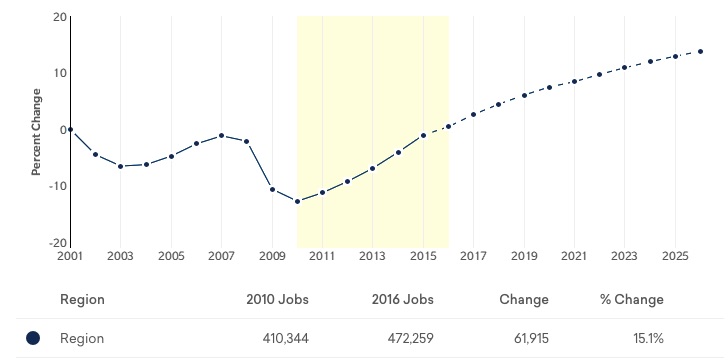 20
10
0
-10
-20
Percent Change
2001 2003 2005 2007 2009 2011 2013 2015 2017 2019 2021 2023 2025
Region 2010 Jobs 2016 Jobs Change % Change
Region 410,344 472,259 61,915 15.1%